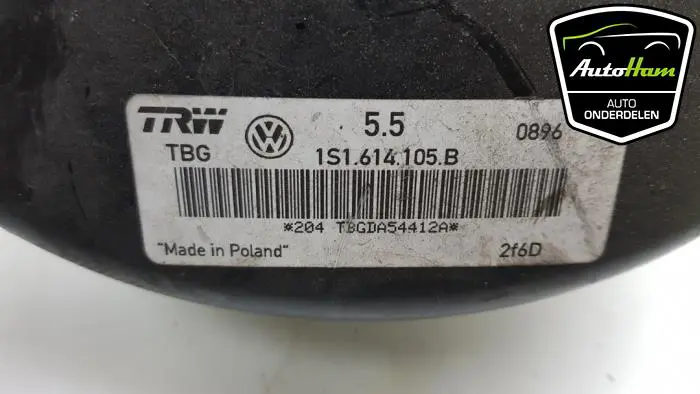 TRW
5.5
0896
TBG
1S1.614.105.B
*204 TBGDA54412A*
"Made in Poland"
2f6D
AutoHam
AUTO
ONDERDELEN